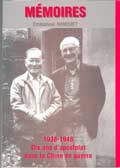 MÉMOIRES
Emmanuel HANQUET
1938-1948
Dix ans d'apostolat
dans la Chine en guerre